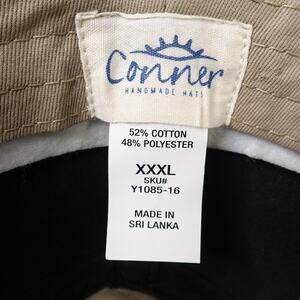 Conner
HANDMADE HATS
52% COTTON
48% POLYESTER
XXXL
SKU#
Y1085-16
MADE IN
SRI LANKA